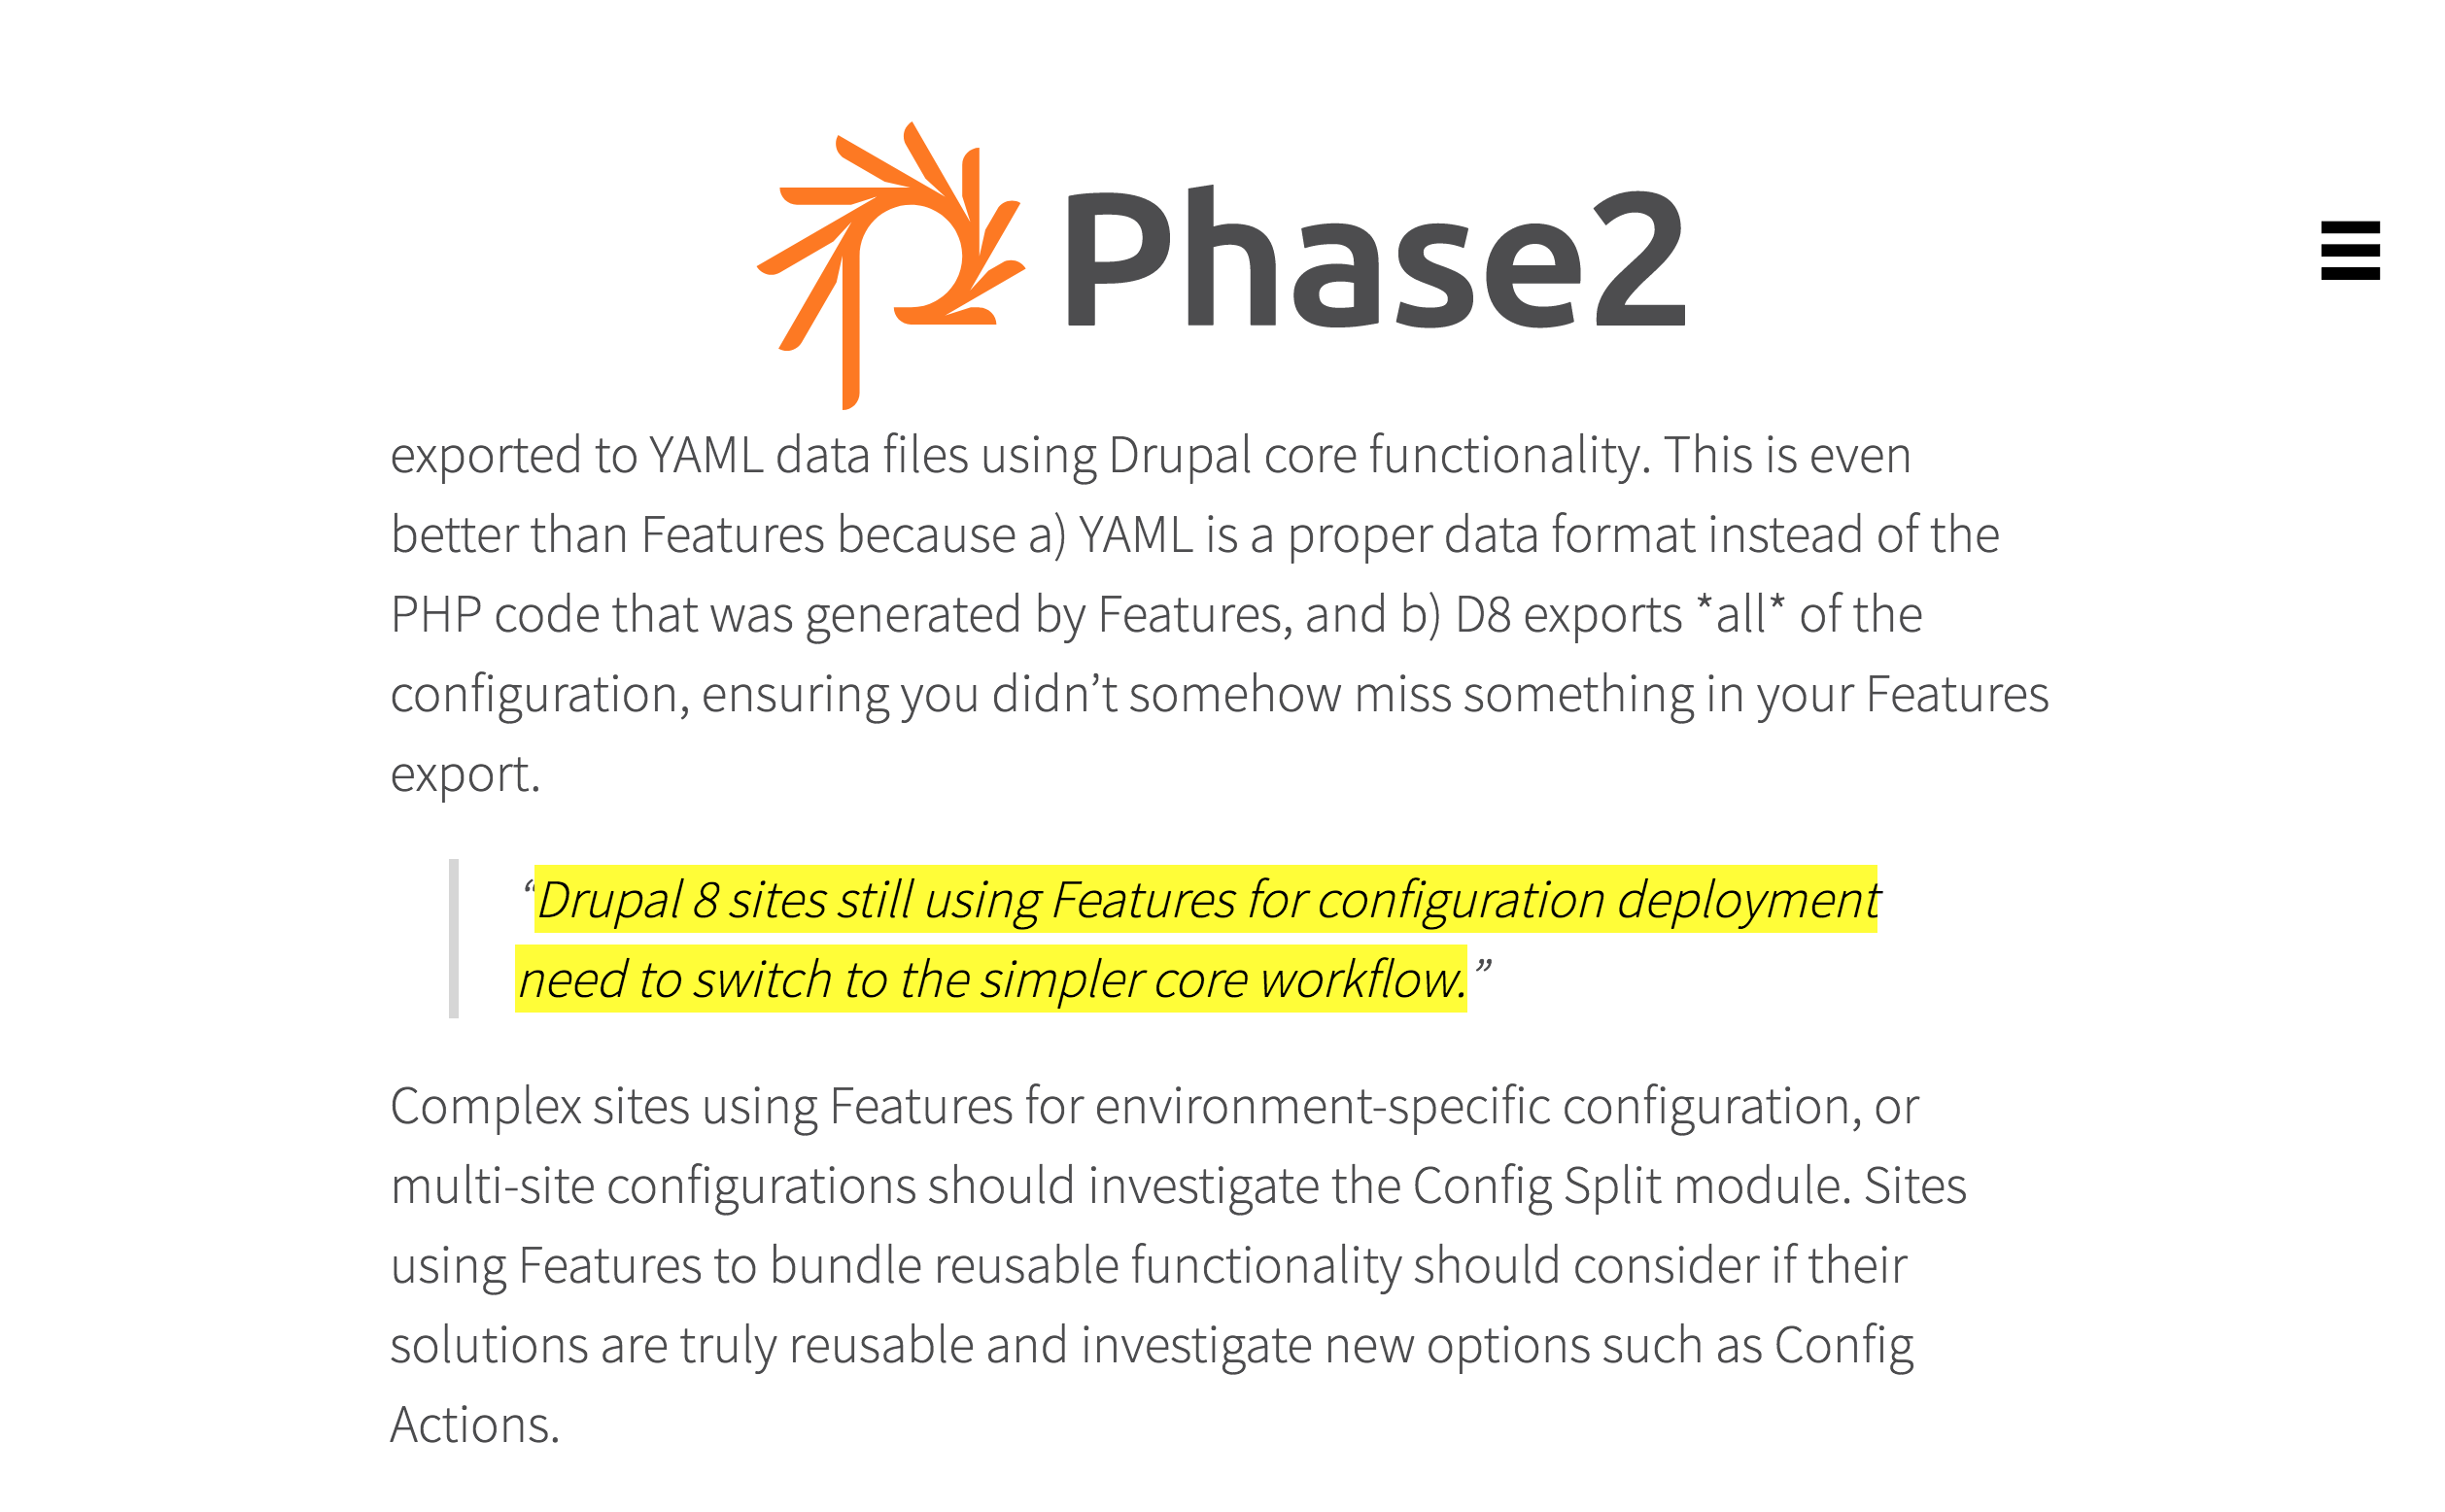 Phase2
exported to YAML data files using Drupal core functionality. This is even
better than Features because a) YAML is a proper data format instead of the
PHP code that was generated by Features, and b) D8 exports *all* of the
configuration, ensuring you didn’t somehow miss something in your Features
export.
“Drupal 8 sites still using Features for configuration deployment
need to switch to the simpler core workflow.”
Complex sites using Features for environment-specific configuration, or
multi-site configurations should investigate the Config Split module. Sites
using Features to bundle reusable functionality should consider if their
solutions are truly reusable and investigate new options such as Config
Actions.